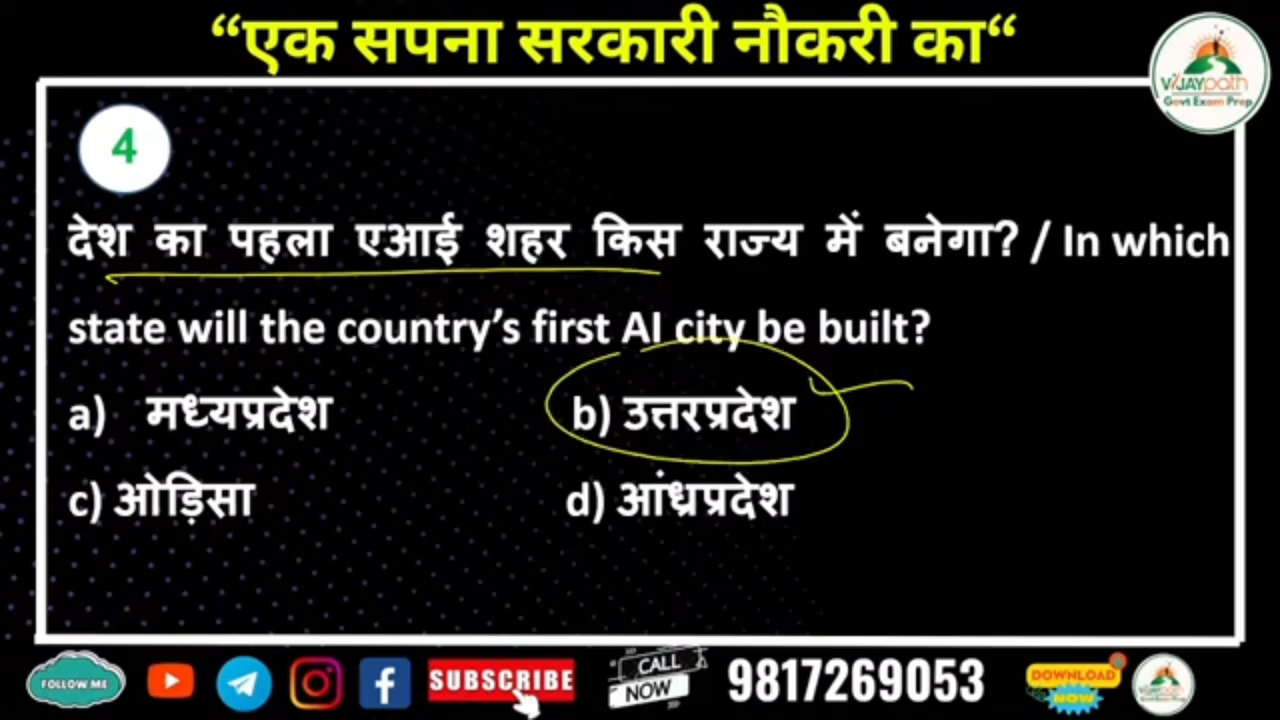 “एक सपना सरकारी नौकरी का“
VIJAYpath
Govt Exam Prep
4
देश का पहला एआई शहर किस राज्य में बनेगा? / In which
state will the country’s first AI city be built?
a) मध्यप्रदेश b) उत्तरप्रदेश
c) ओड़िसा d) आंध्रप्रदेश
FOLLOW ME SUBSCRIBE CALL NOW 9817269053 DOWNLOAD NOW